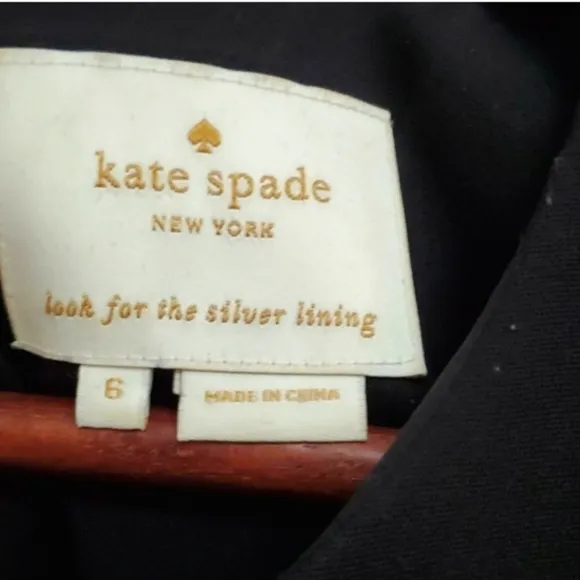 kate spade
NEW YORK
look for the silver lining
6
MADE IN CHINA